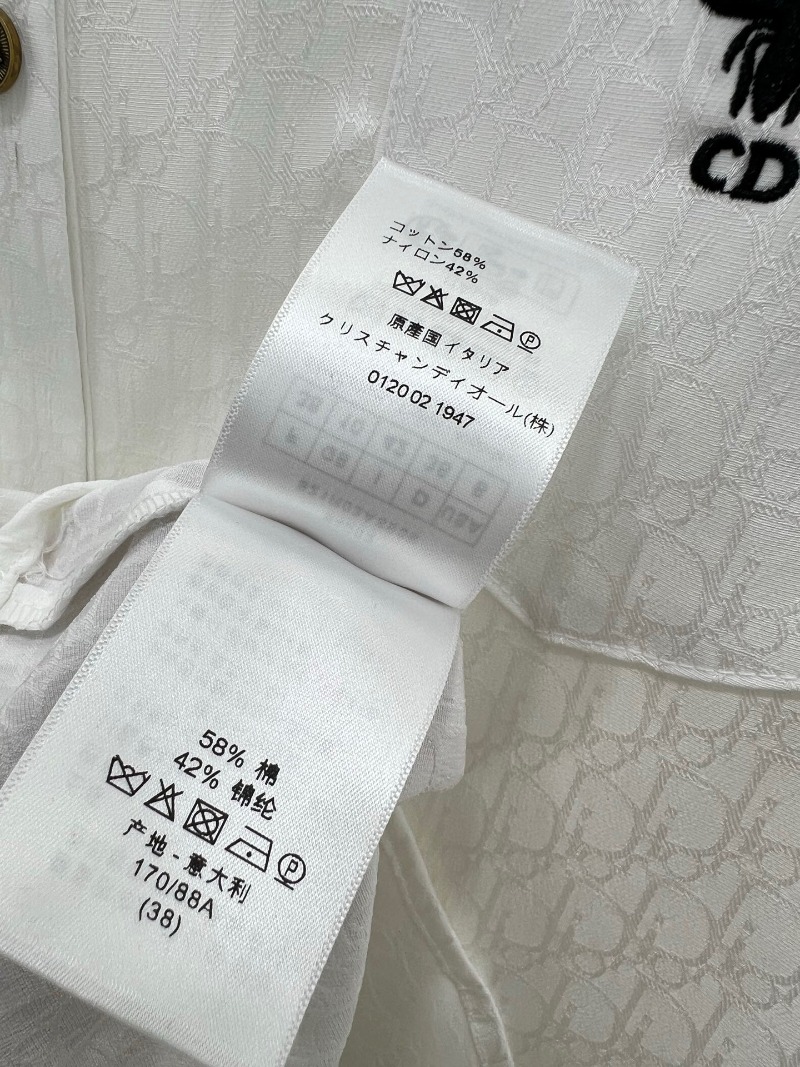 CD
コットン58%
ナイロン42%
原産国イタリア
クリスチャンディオール(株)
0120 02 1947
58% 棉
42% 锦纶
产地 - 意大利
170/88A
(38)